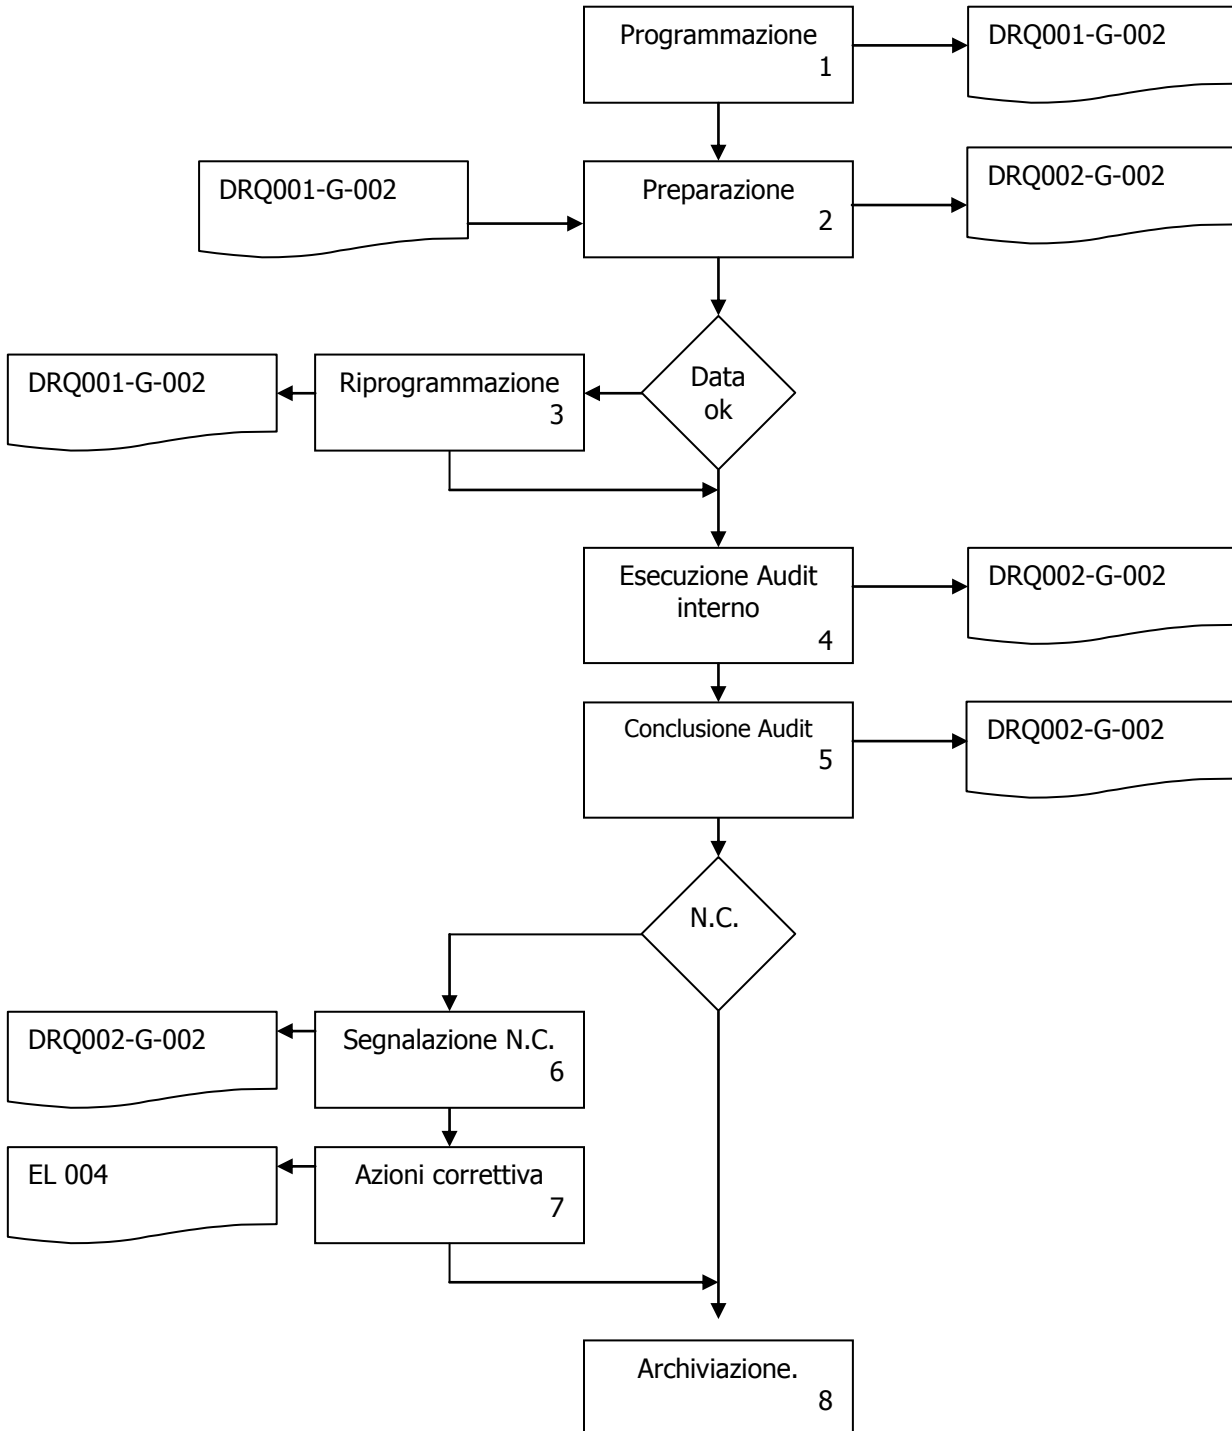 Programmazione
1
DRQ001-G-002
DRQ001-G-002
Preparazione
2
DRQ002-G-002
DRQ001-G-002
Riprogrammazione
3
Data
ok
Esecuzione Audit
interno
4
DRQ002-G-002
Conclusione Audit
5
DRQ002-G-002
N.C.
DRQ002-G-002
Segnalazione N.C.
6
EL 004
Azioni correttiva
7
Archiviazione.
8